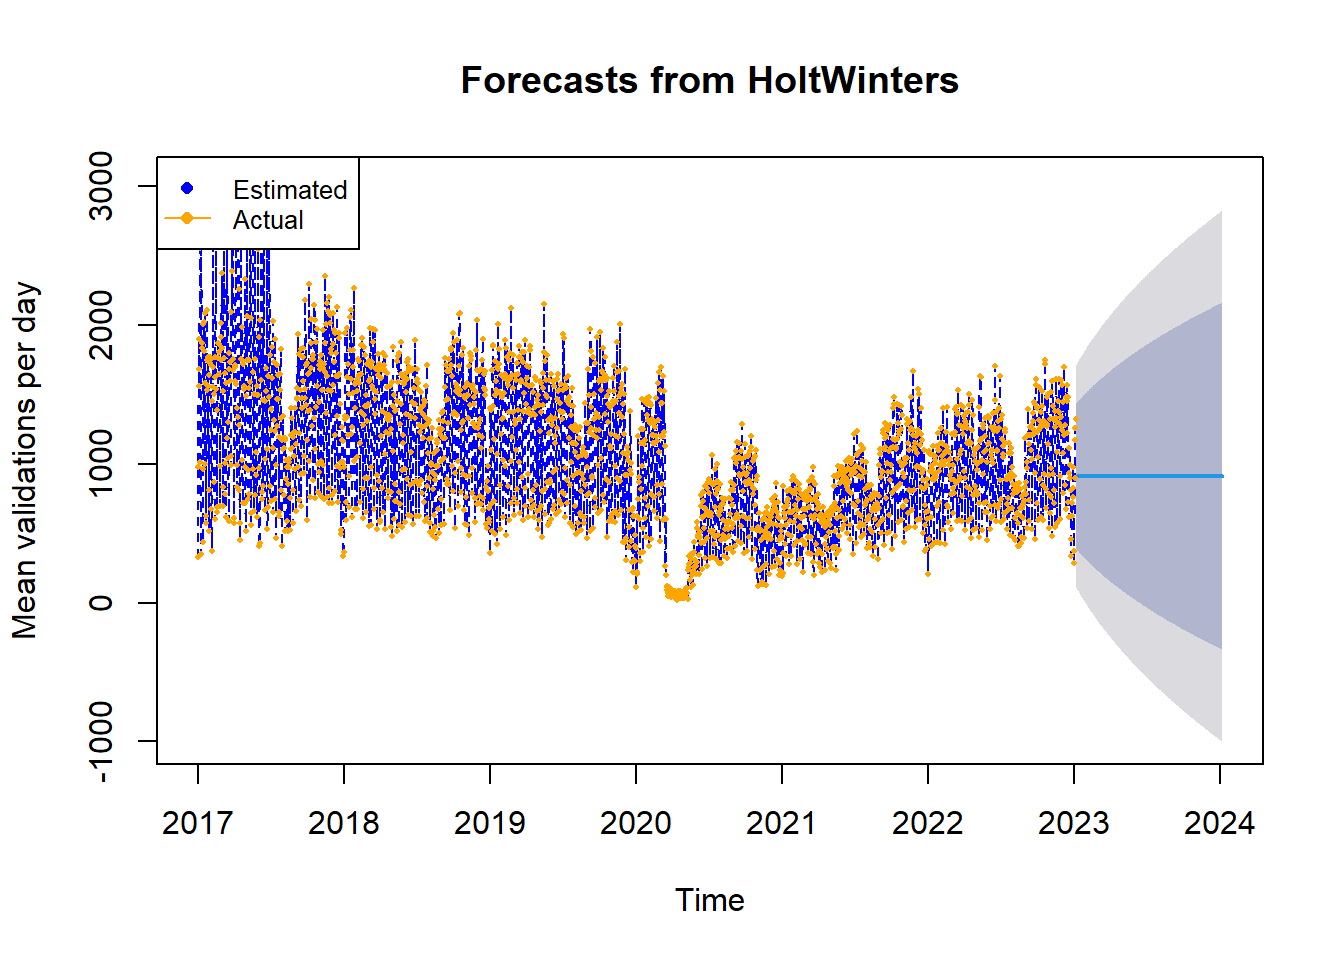 Forecasts from HoltWinters
Estimated
Actual
Mean validations per day
3000
2000
1000
0
-1000
2017 2018 2019 2020 2021 2022 2023 2024
Time